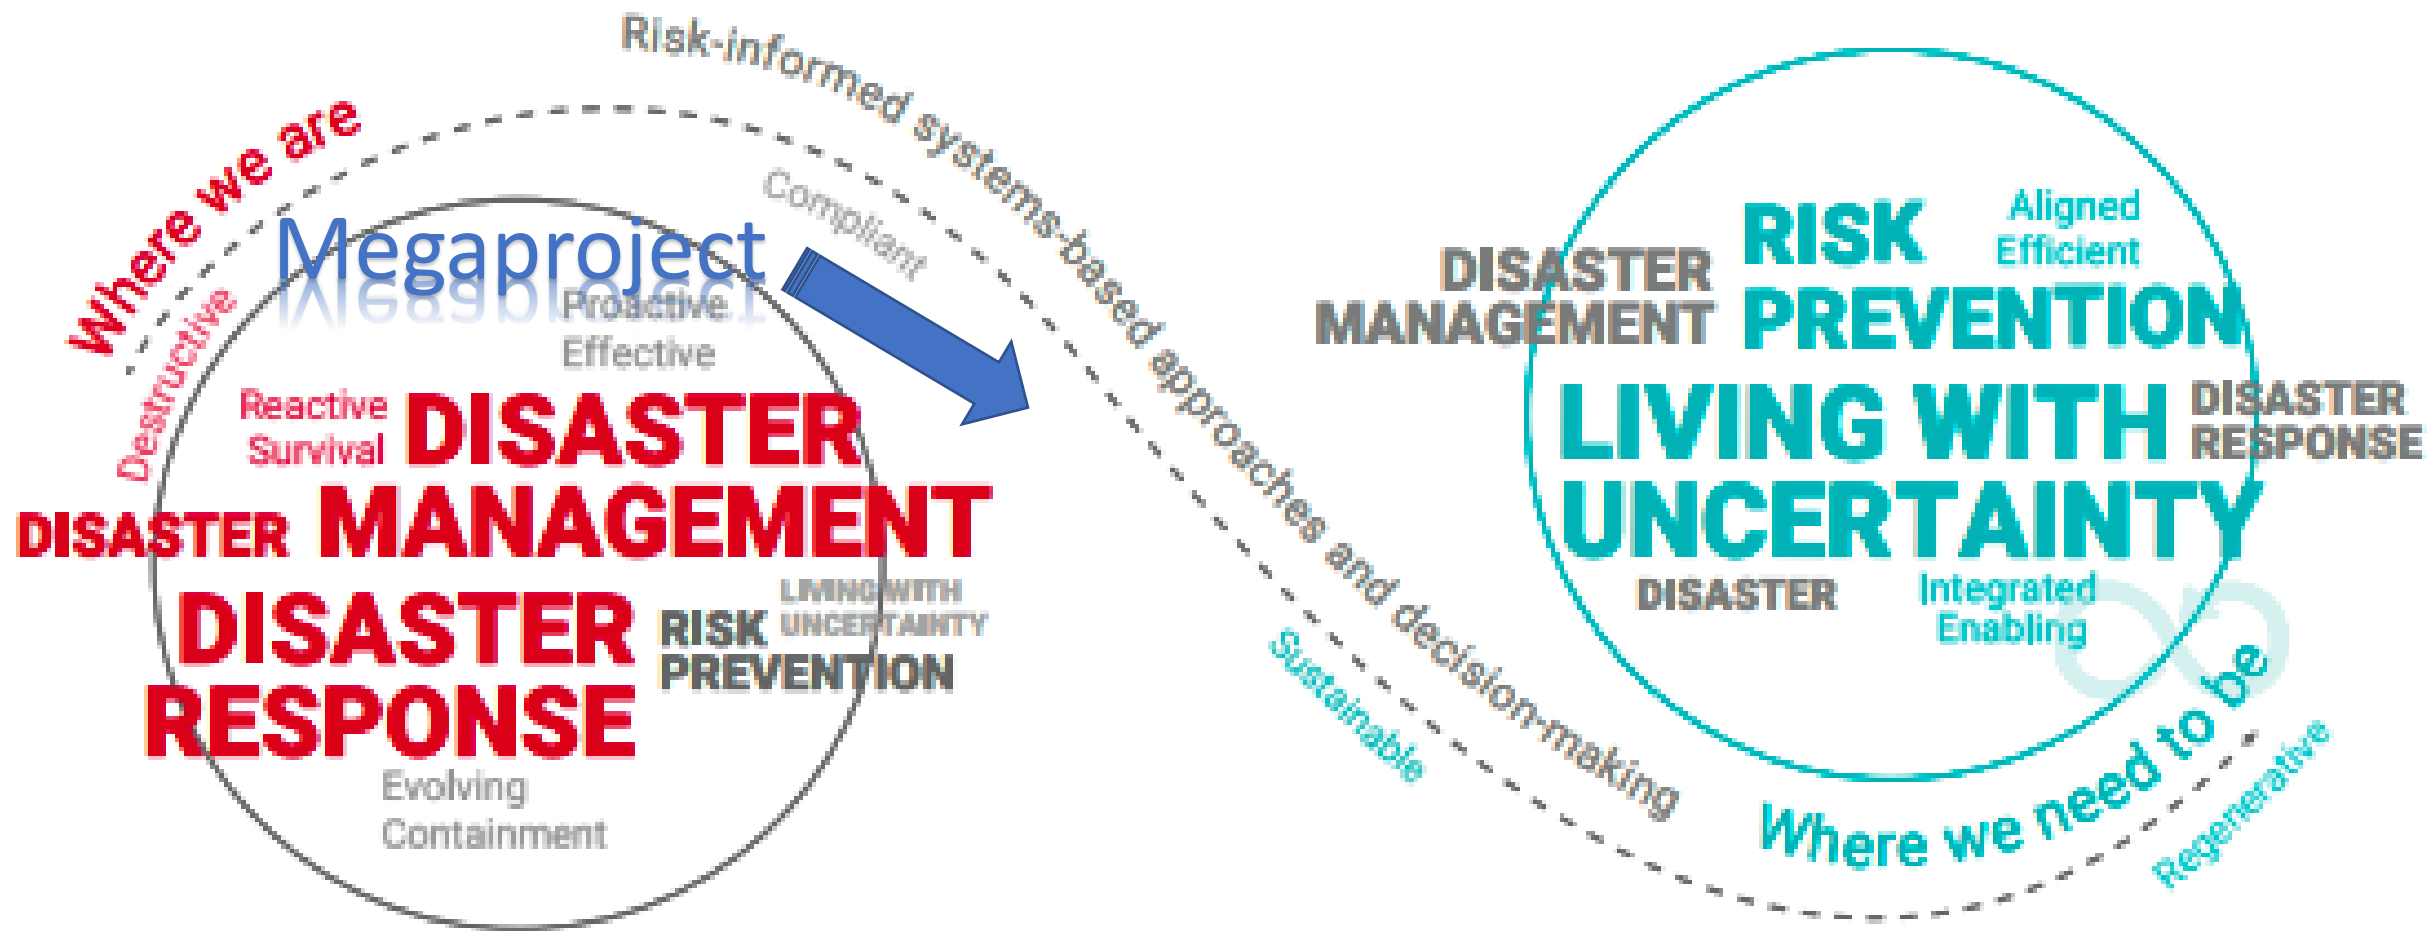 Where we are
Destructive
Megaproject
Proactive
Effective
Reactive
Survival
DISASTER
MANAGEMENT
DISASTER
DISASTER
RESPONSE
LIVING WITH
UNCERTAINTY
RISK
PREVENTION
Evolving
Containment
Compliant
Risk-informed systems-based approaches and decision-making
Sustainable
DISASTER
MANAGEMENT
RISK
PREVENTION
Aligned
Efficient
LIVING WITH
UNCERTAINTY
DISASTER
RESPONSE
DISASTER
Integrated
Enabling
Where we need to be
Regenerative